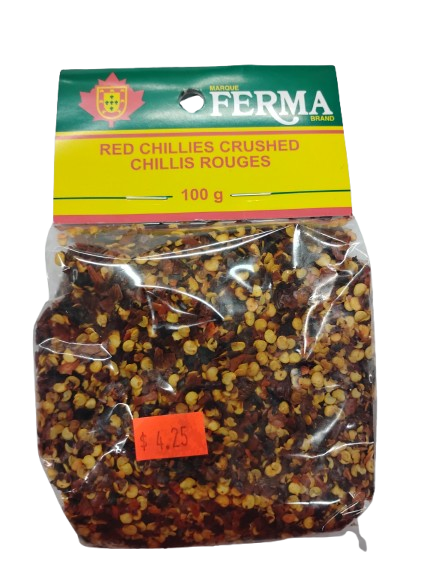 MARQUE
FERMA
BRAND
RED CHILLIES CRUSHED
CHILLIS ROUGES
100 g
$ 4.25